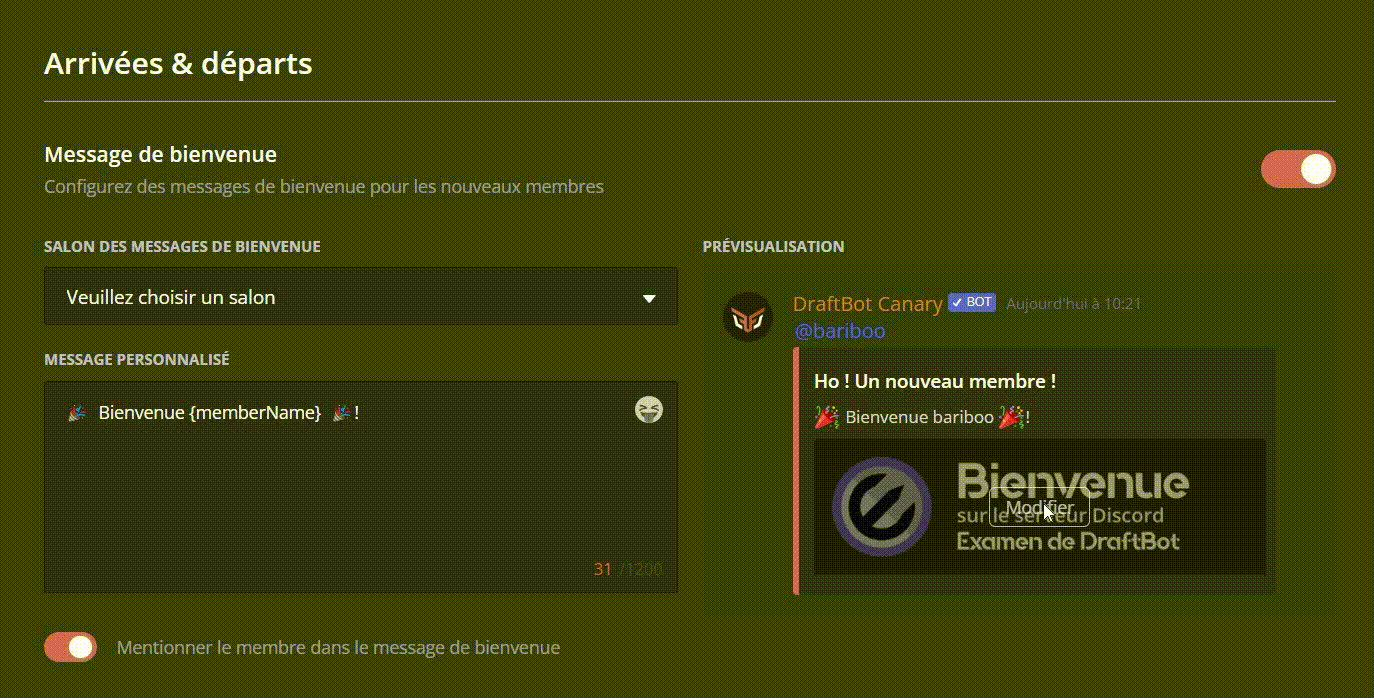 Arrivées & départs
Message de bienvenue
Configurez des messages de bienvenue pour les nouveaux membres
SALON DES MESSAGES DE BIENVENUE
Veuillez choisir un salon
MESSAGE PERSONNALISÉ
🎉 Bienvenue {memberName} 🎉 !
31 /1200
Mentionner le membre dans le message de bienvenue
PRÉVISUALISATION
DraftBot Canary ✓ BOT Aujourd'hui à 10:21
@bariboo
Ho ! Un nouveau membre !
🎉 Bienvenue bariboo 🎉!
Bienvenue
Modifier
sur le serveur Discord
Examen de DraftBot